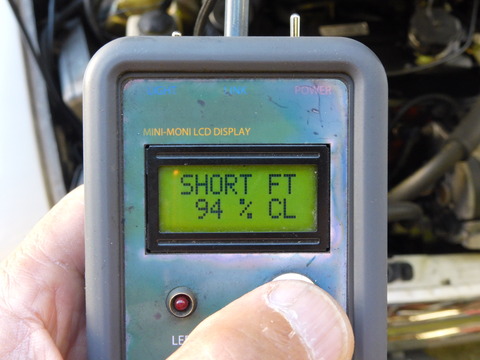 POWER
MINI-MONI LCD DISPLAY
SHORT FT
94 % CL